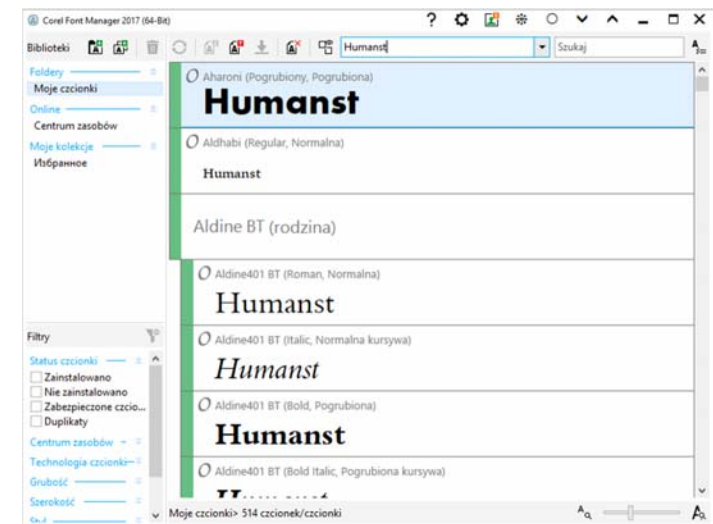 Corel Font Manager 2017 (64-Bit)
Biblioteki
Humanst
Szukaj
Foldery
Moje czcionki
Online
Centrum zasobów
Moje kolekcje
Избранное
Filtry
Status czcionki
Zainstalowano
Nie zainstalowano
Zabezpieczone czcio...
Duplikaty
Centrum zasobów
Technologia czcionki
Grubość
Szerokość
Styl
Aharoni (Pogrubiony, Pogrubiona)
Humanst
Aldhabi (Regular, Normalna)
Humanst
Aldine BT (rodzina)
Aldine401 BT (Roman, Normalna)
Humanst
Aldine401 BT (Italic, Normalna kursywa)
Humanst
Aldine401 BT (Bold, Pogrubiona)
Humanst
Aldine401 BT (Bold Italic, Pogrubiona kursywa)
Humanst
Moje czcionki> 514 czcionek/czcionki